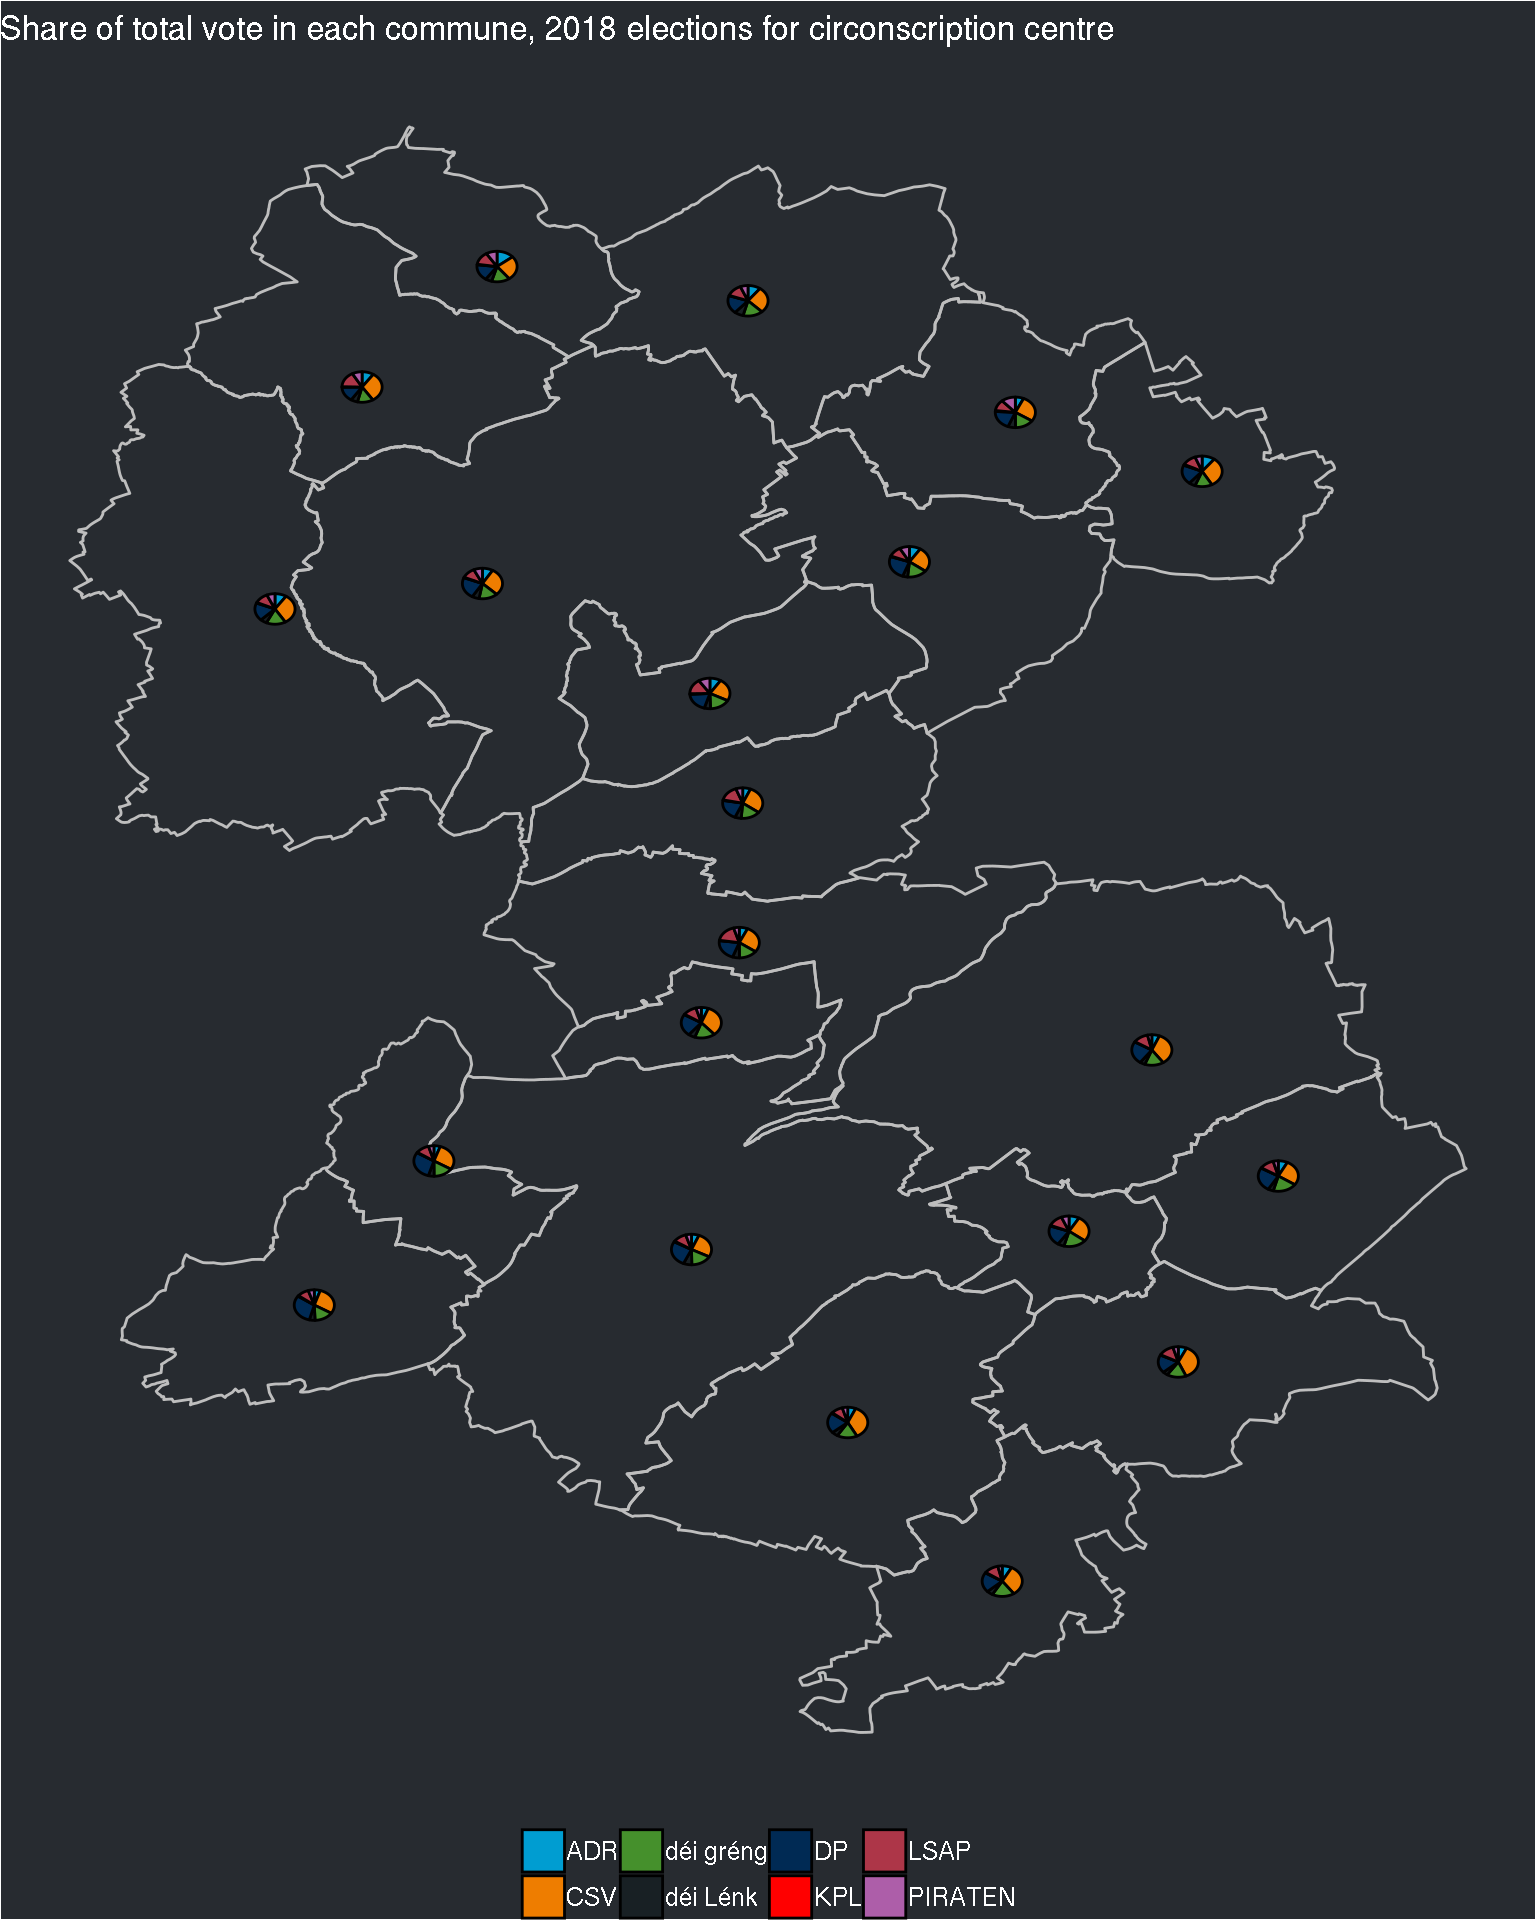 Share of total vote in each commune, 2018 elections for circonscription centre
ADR déi gréng DP LSAP
CSV déi Lénk KPL PIRATEN